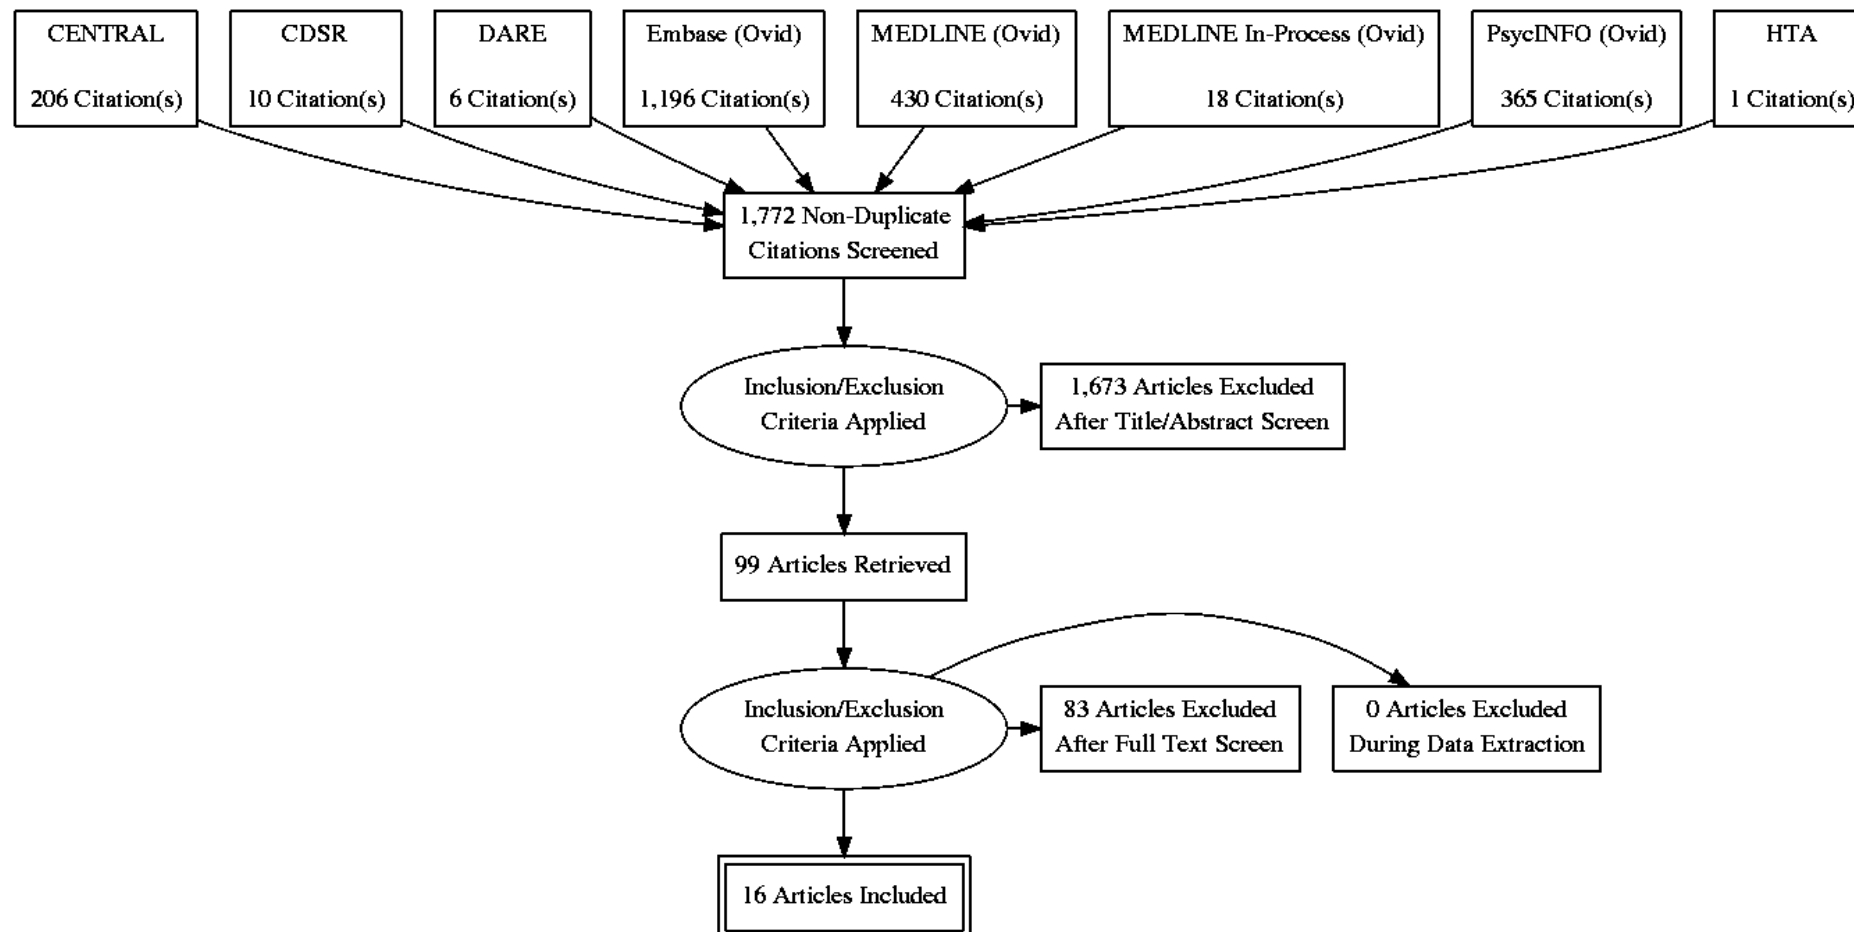 CENTRAL
206 Citation(s)
CDSR
10 Citation(s)
DARE
6 Citation(s)
Embase (Ovid)
1,196 Citation(s)
MEDLINE (Ovid)
430 Citation(s)
MEDLINE In-Process (Ovid)
18 Citation(s)
PsycINFO (Ovid)
365 Citation(s)
HTA
1 Citation(s)
1,772 Non-Duplicate
Citations Screened
Inclusion/Exclusion
Criteria Applied
1,673 Articles Excluded
After Title/Abstract Screen
99 Articles Retrieved
Inclusion/Exclusion
Criteria Applied
83 Articles Excluded
After Full Text Screen
0 Articles Excluded
During Data Extraction
16 Articles Included